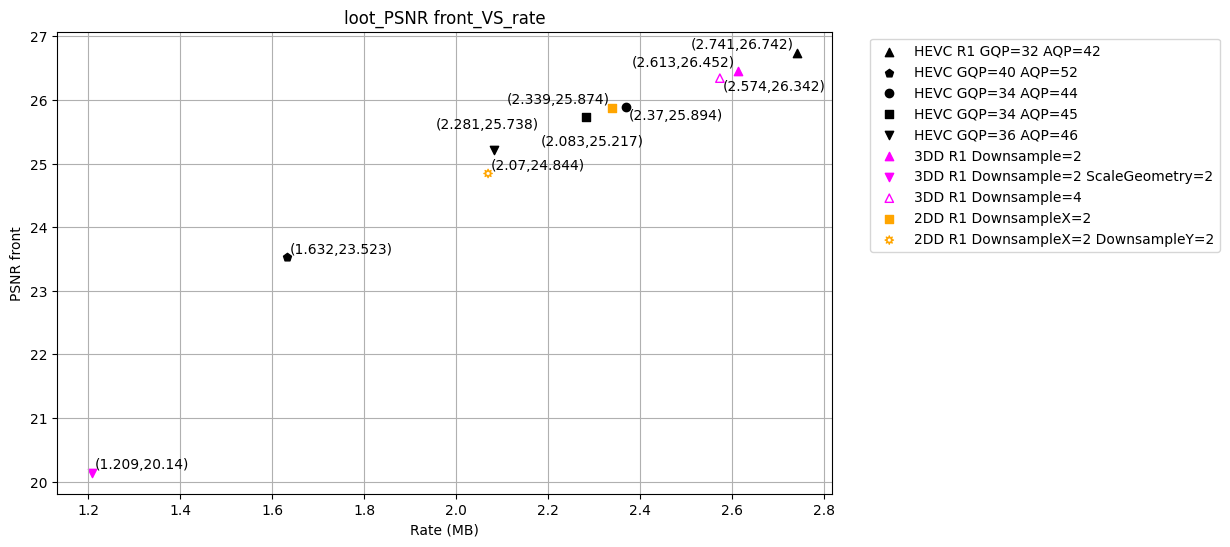 loot_PSNR front_VS_rate
27
26
25
24
23
22
21
20
PSNR front
(2.741,26.742)
(2.613,26.452)
(2.574,26.342)
(2.339,25.874)
(2.37,25.894)
(2.281,25.738)
(2.083,25.217)
(2.07,24.844)
(1.632,23.523)
(1.209,20.14)
1.2 1.4 1.6 1.8 2.0 2.2 2.4 2.6 2.8
Rate (MB)
HEVC R1 GQP=32 AQP=42
HEVC GQP=40 AQP=52
HEVC GQP=34 AQP=44
HEVC GQP=34 AQP=45
HEVC GQP=36 AQP=46
3DD R1 Downsample=2
3DD R1 Downsample=2 ScaleGeometry=2
3DD R1 Downsample=4
2DD R1 DownsampleX=2
2DD R1 DownsampleX=2 DownsampleY=2